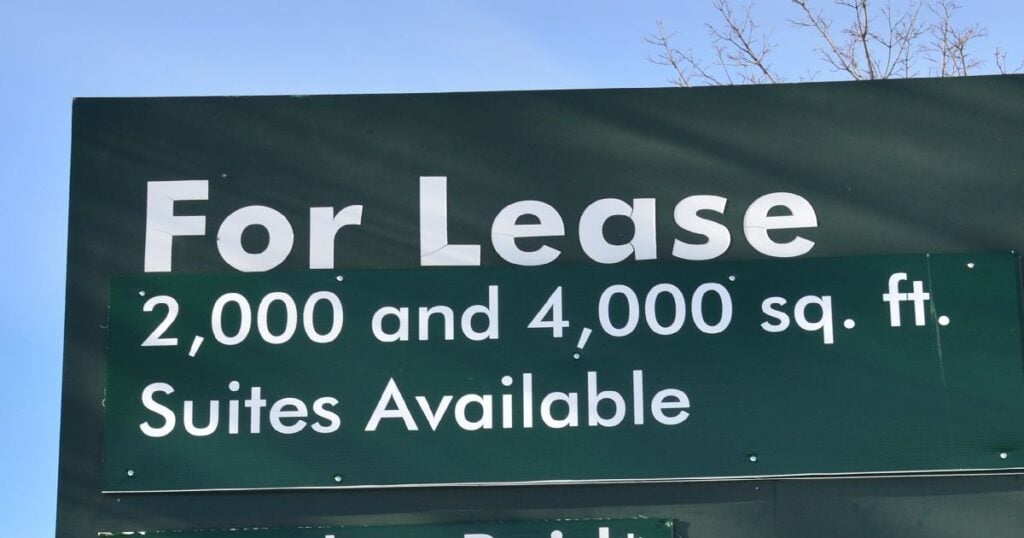 For Lease
2,000 and 4,000 sq. ft.
Suites Available